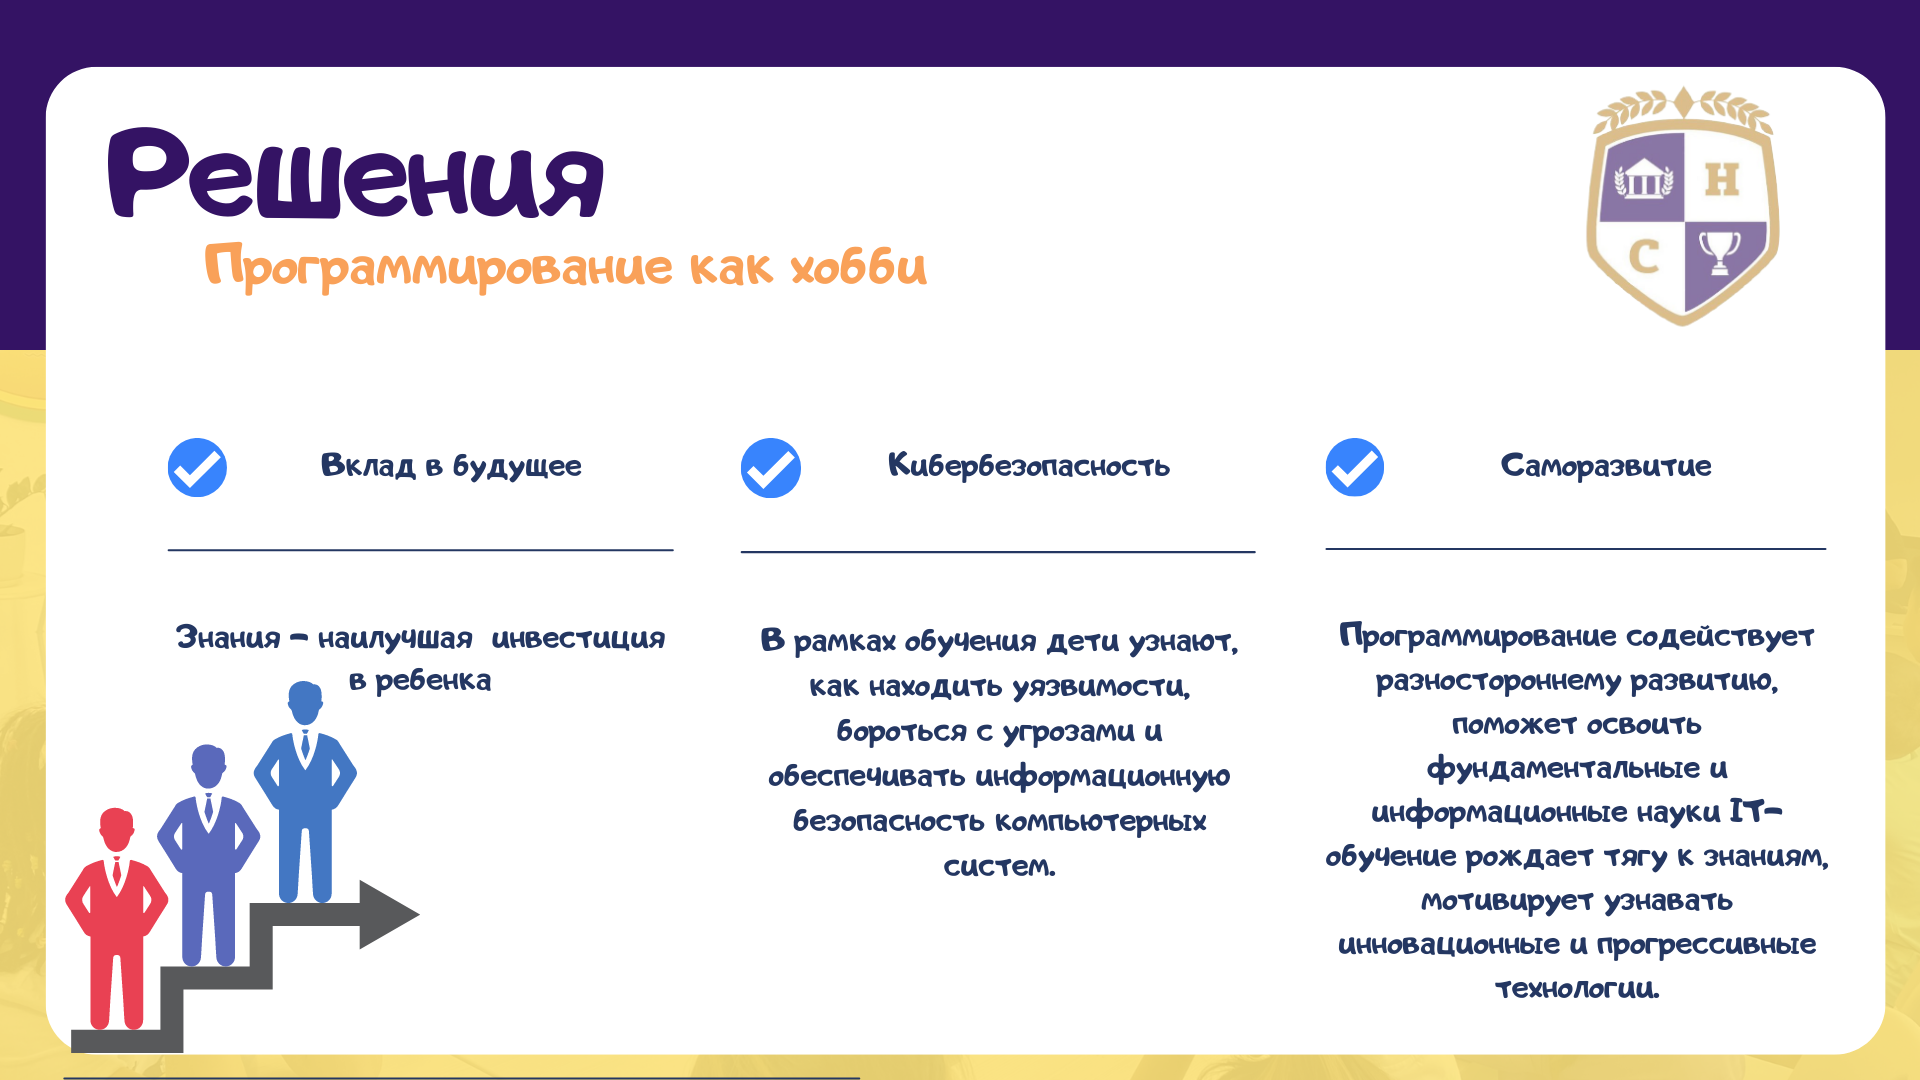 Решения
Программирование как хобби
Н
С
Вклад в будущее
Знания - наилучшая инвестиция
в ребенка
Кибербезопасность
В рамках обучения дети узнают,
как находить уязвимости,
бороться с угрозами и
обеспечивать информационную
безопасность компьютерных
систем.
Саморазвитие
Программирование содействует
разностороннему развитию,
поможет освоить
фундаментальные и
информационные науки IT-
обучение рождает тягу к знаниям,
мотивирует узнавать
инновационные и прогрессивные
технологии.